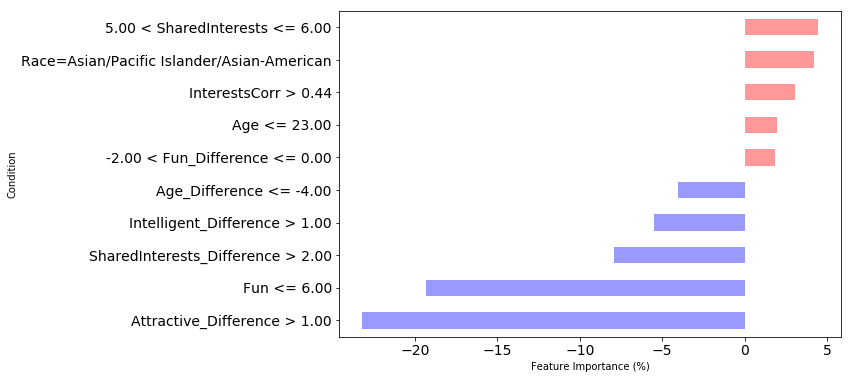 5.00 < SharedInterests <= 6.00
Race=Asian/Pacific Islander/Asian-American
InterestsCorr > 0.44
Age <= 23.00
-2.00 < Fun_Difference <= 0.00
Age_Difference <= -4.00
Intelligent_Difference > 1.00
SharedInterests_Difference > 2.00
Fun <= 6.00
Attractive_Difference > 1.00
Condition
−20 −15 −10 −5 0 5
Feature Importance (%)